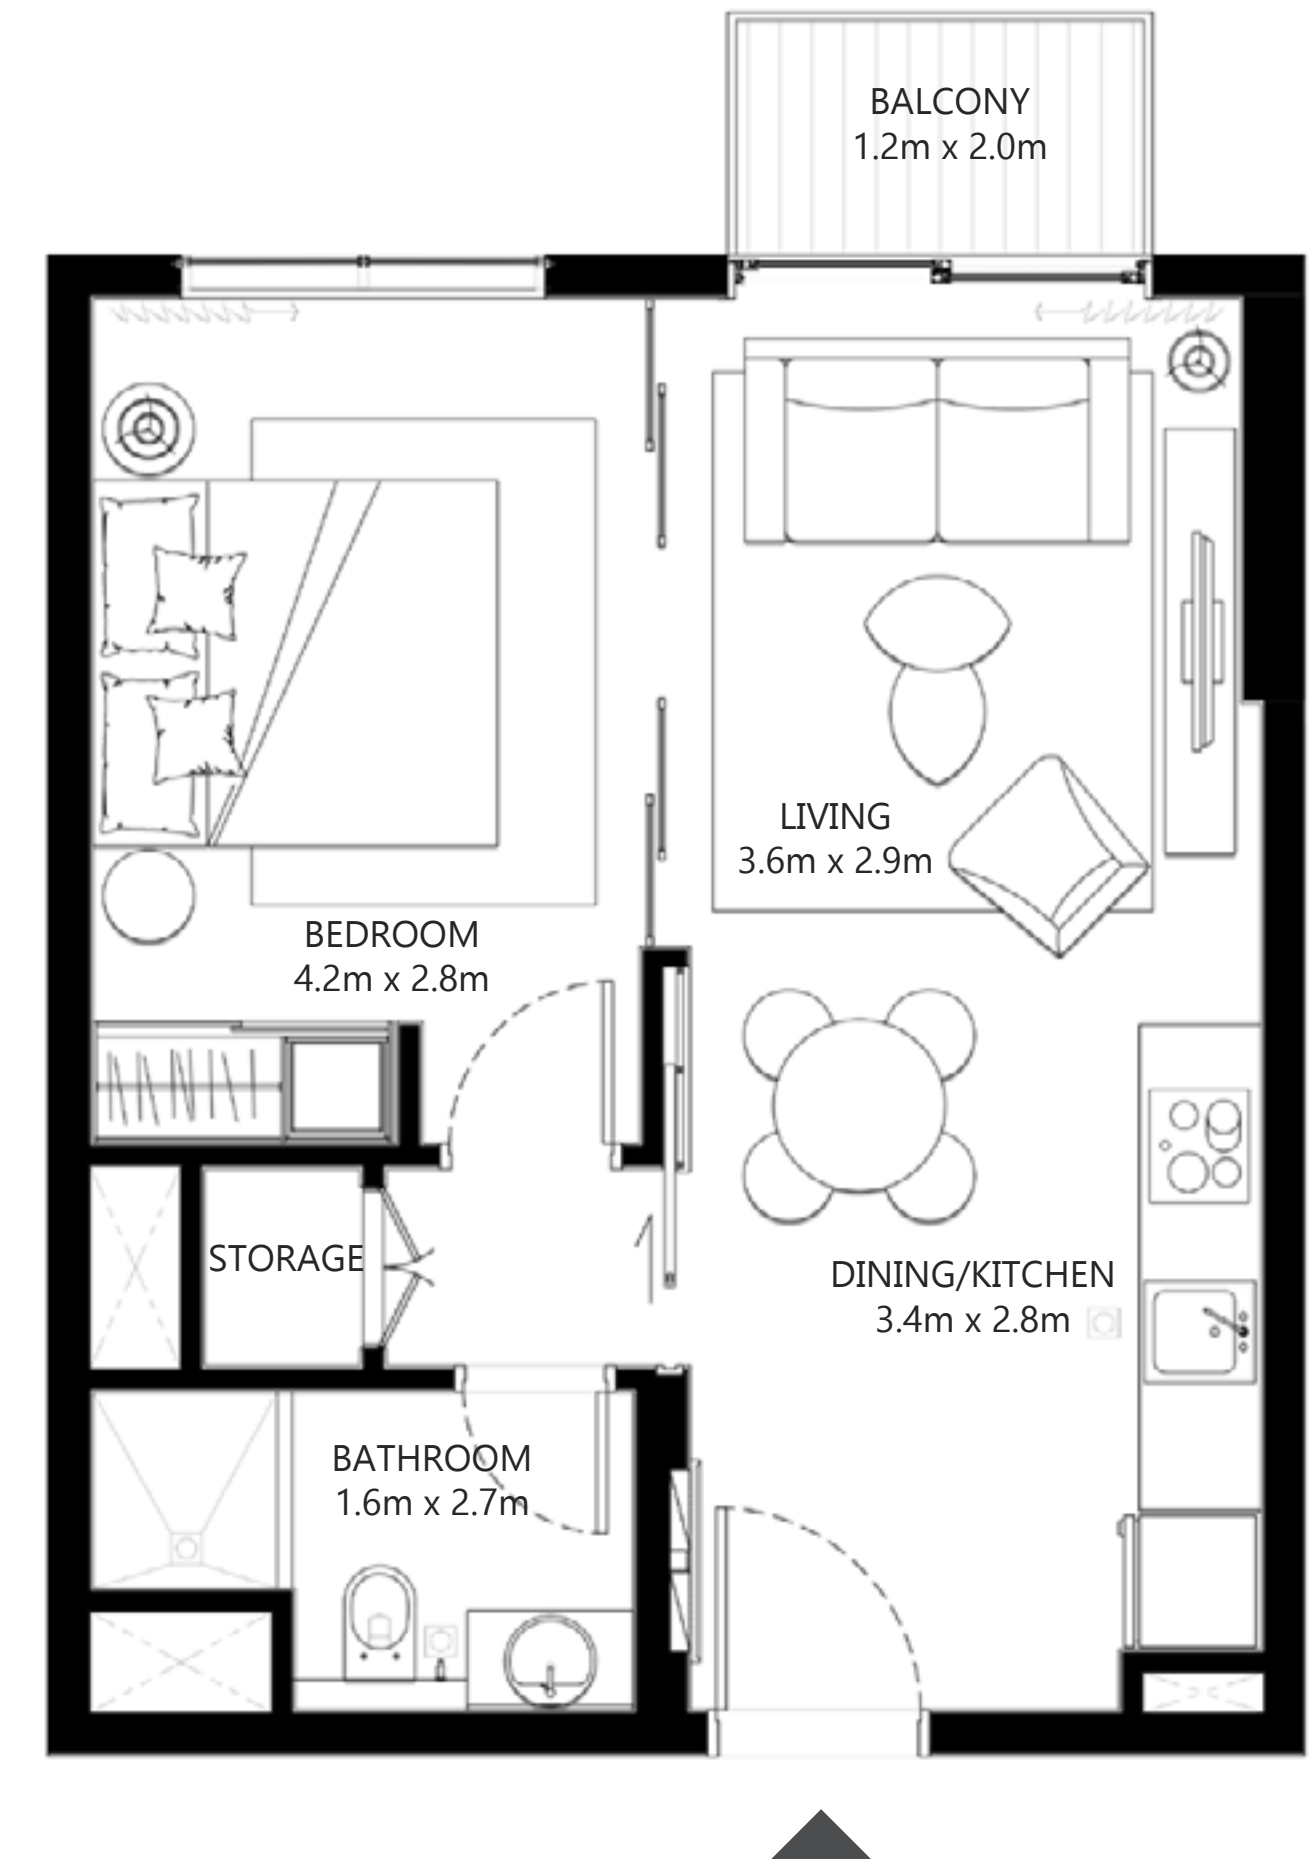 BALCONY
1.2m x 2.0m
LIVING
3.6m x 2.9m
BEDROOM
4.2m x 2.8m
STORAGE
DINING/KITCHEN
3.4m x 2.8m
BATHROOM
1.6m x 2.7m